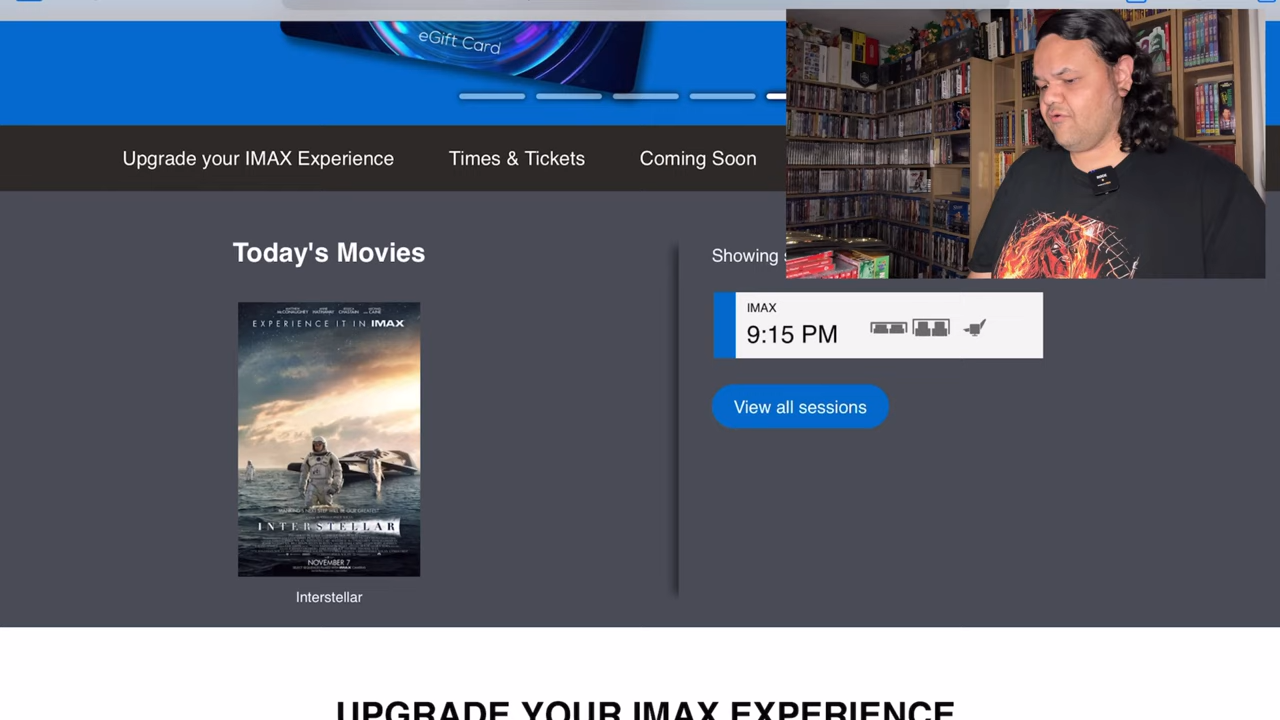 eGift Card
Upgrade your IMAX Experience
Times & Tickets
Coming Soon
Today's Movies
Showing
EXPERIENCE IT IN IMAX
INTERSTELLAR
NOVEMBER 7
Interstellar
IMAX
9:15 PM
View all sessions
UPGRADE YOUR IMAX EXPERIENCE